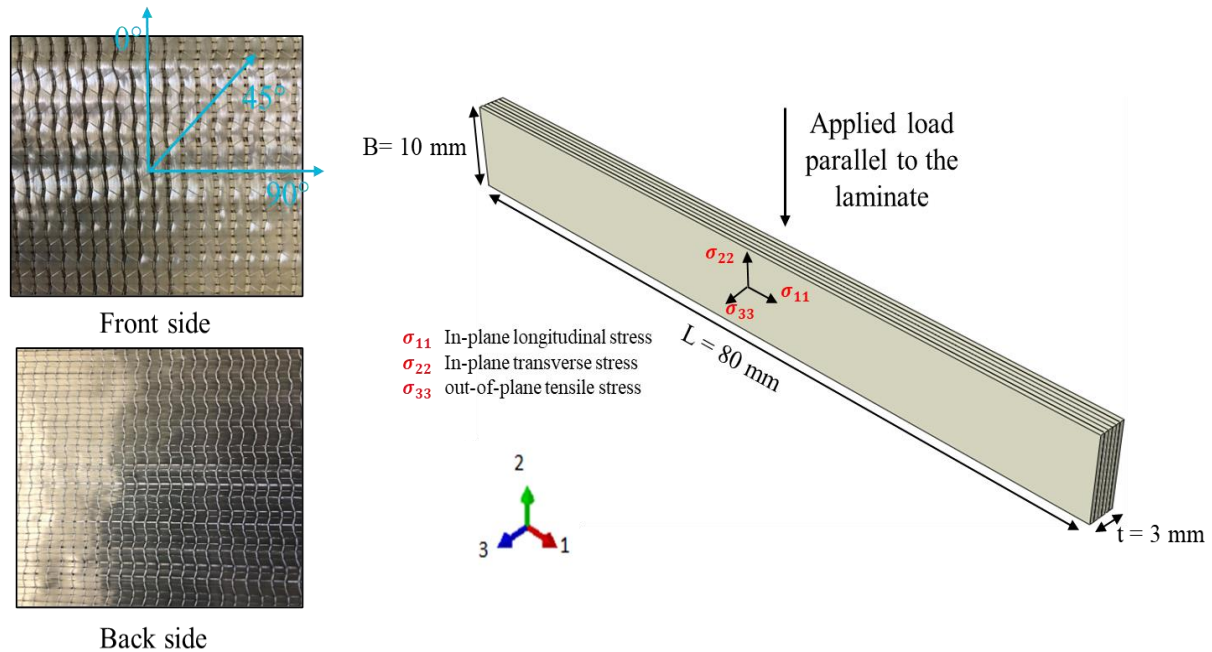 0°
45°
90°
Front side
Back side
B= 10 mm
Applied load
parallel to the
laminate
σ₂₂
σ₁₁
σ₃₃
σ₁₁ In-plane longitudinal stress
σ₂₂ In-plane transverse stress
σ₃₃ out-of-plane tensile stress
L = 80 mm
t = 3 mm
2
3
1